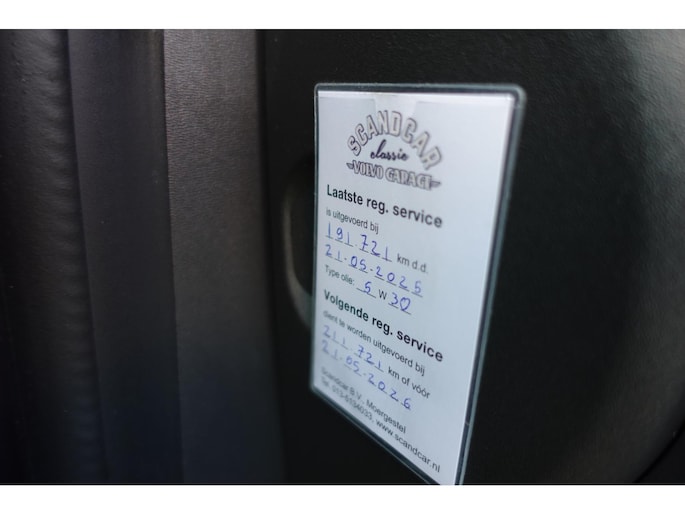 SCANDCAR
classic
VOLVO GARAGE
Laatste reg. service
is uitgevoerd bij
191.721 km d.d.
21-05-2025
Type olie: 5 W 30
Volgende reg. service
dient te worden uitgevoerd bij
211.721 km of vóór
21-05-2026
Scandcar B.V. Moergestel
Tel. www.scandcar.nl